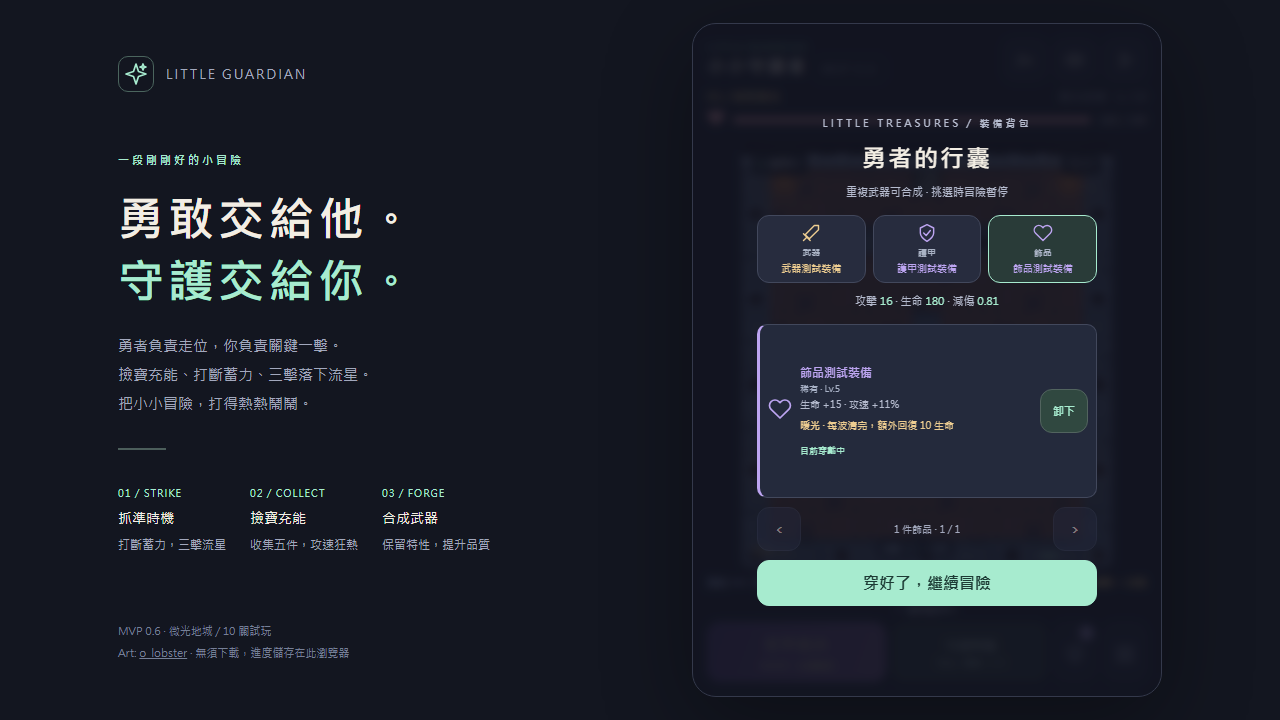 LITTLE GUARDIAN
一段剛剛好的小冒險
勇敢交給他。
守護交給你。
勇者負責走位，你負責關鍵一擊。
撿寶充能、打斷蓄力、三擊落下流星。
把小小冒險，打得熱熱鬧鬧。
01 / STRIKE
抓準時機
打斷蓄力，三擊流星
02 / COLLECT
撿寶充能
收集五件，攻速狂熱
03 / FORGE
合成武器
保留特性，提升品質
MVP 0.6 · 微光地城 / 10 關試玩
Art: o_lobster · 無須下載，進度儲存在此瀏覽器
LITTLE TREASURES / 裝備背包
勇者的行囊
重複武器可合成 · 挑選時冒險暫停
武器
武器測試裝備
護甲
護甲測試裝備
飾品
飾品測試裝備
攻擊 16 · 生命 180 · 減傷 0.81
飾品測試裝備
稀有 · Lv.5
生命 +15 · 攻速 +11%
暖光 · 每波清完，額外回復 10 生命
目前穿戴中
卸下
‹
1 件飾品 · 1 / 1
›
穿好了，繼續冒險